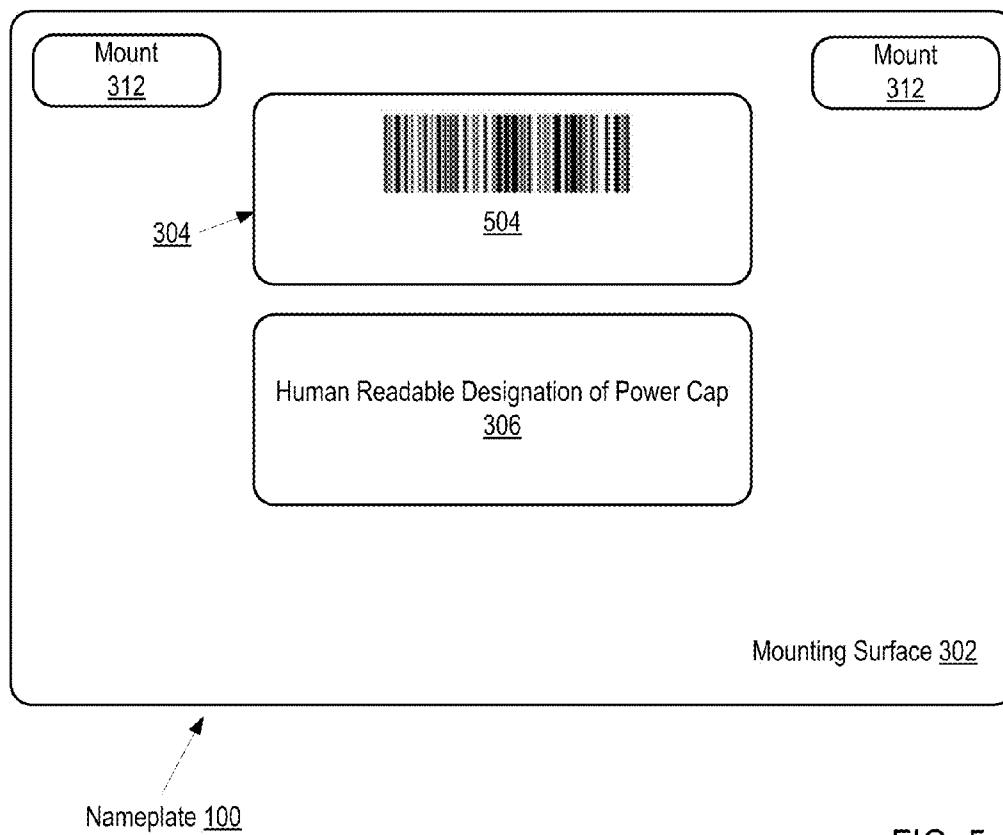 Mount
312
Mount
312
304
504
Human Readable Designation of Power Cap
306
Mounting Surface 302
Nameplate 100
FIG. 5